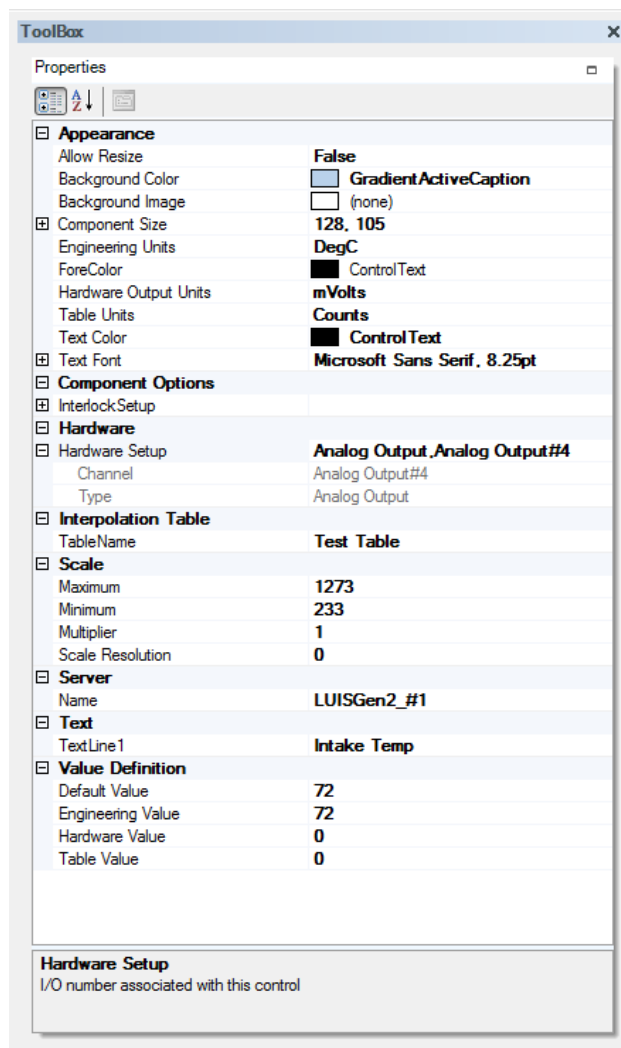 ToolBox
Properties
Appearance
Allow Resize False
Background Color GradientActiveCaption
Background Image (none)
Component Size 128, 105
Engineering Units DegC
ForeColor ControlText
Hardware Output Units mVolts
Table Units Counts
Text Color ControlText
Text Font Microsoft Sans Serif, 8.25pt
Component Options
InterlockSetup
Hardware
Hardware Setup Analog Output,Analog Output#4
Channel Analog Output#4
Type Analog Output
Interpolation Table
TableName Test Table
Scale
Maximum 1273
Minimum 233
Multiplier 1
Scale Resolution 0
Server
Name LUISGen2_#1
Text
TextLine1 Intake Temp
Value Definition
Default Value 72
Engineering Value 72
Hardware Value 0
Table Value 0
Hardware Setup
I/O number associated with this control